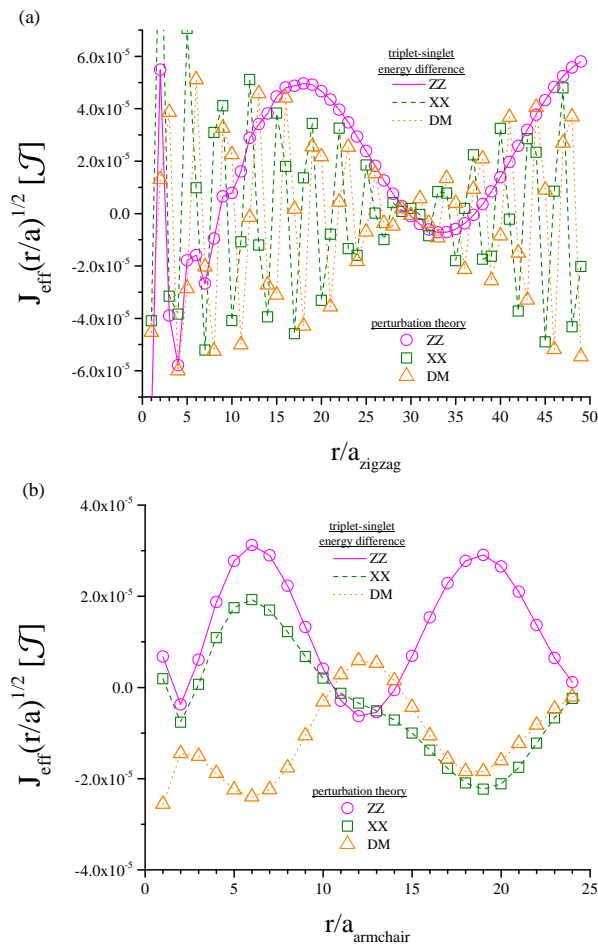 (a)
6.0x10⁻⁵
4.0x10⁻⁵
2.0x10⁻⁵
0.0
-2.0x10⁻⁵
-4.0x10⁻⁵
-6.0x10⁻⁵
J_eff(r/a)^1/2 [𝒥]
triplet-singlet
energy difference
ZZ
XX
DM
perturbation theory
ZZ
XX
DM
0 5 10 15 20 25 30 35 40 45 50
r/a_zigzag
(b)
4.0x10⁻⁵
2.0x10⁻⁵
0.0
-2.0x10⁻⁵
-4.0x10⁻⁵
J_eff(r/a)^1/2 [𝒥]
triplet-singlet
energy difference
ZZ
XX
DM
perturbation theory
ZZ
XX
DM
0 5 10 15 20 25
r/a_armchair